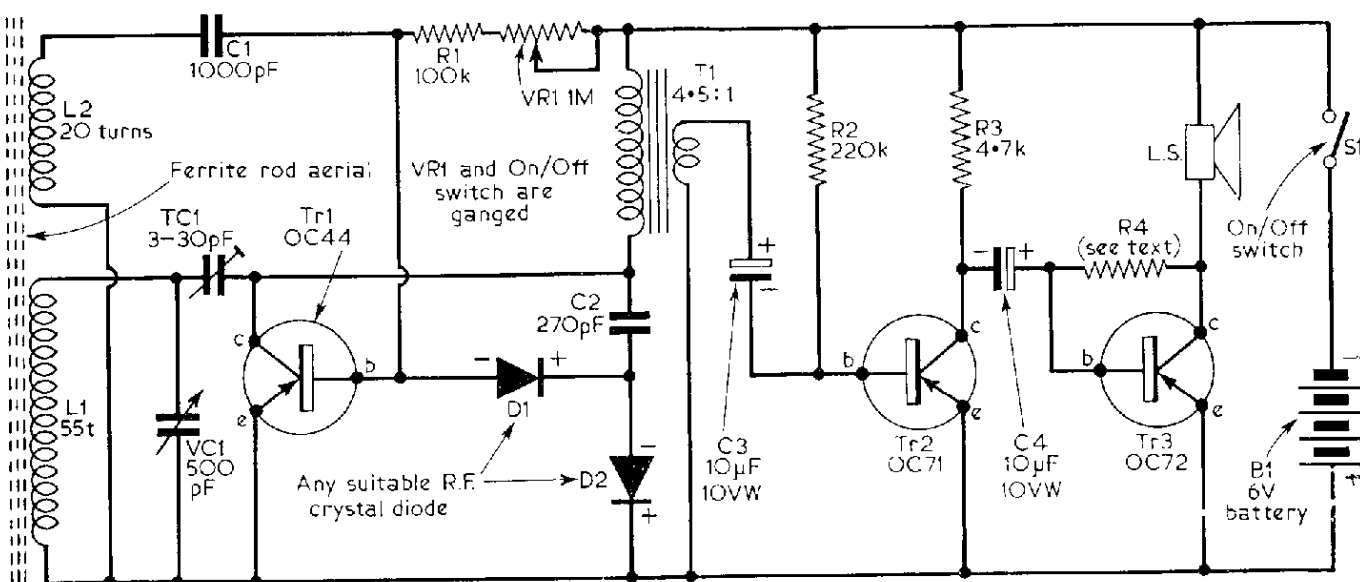 C1
1000pF
R1
100k
VR1 1M
T1
4·5:1
L2
20 turns
Ferrite rod aerial
VR1 and On/Off
switch are
ganged
R2
220k
R3
4·7k
L.S.
S1
On/Off
switch
TC1
3-30pF
Tr1
OC44
C2
270pF
+
-
- +
R4
(see text)
c
b
e
- +
D1
L1
55t
VC1
500
pF
Any suitable R.F.
crystal diode
-
D2
+
C3
10µF
10VW
c
b
e
Tr2
OC71
C4
10µF
10VW
c
b
e
Tr3
OC72
-
B1
6V
battery
+